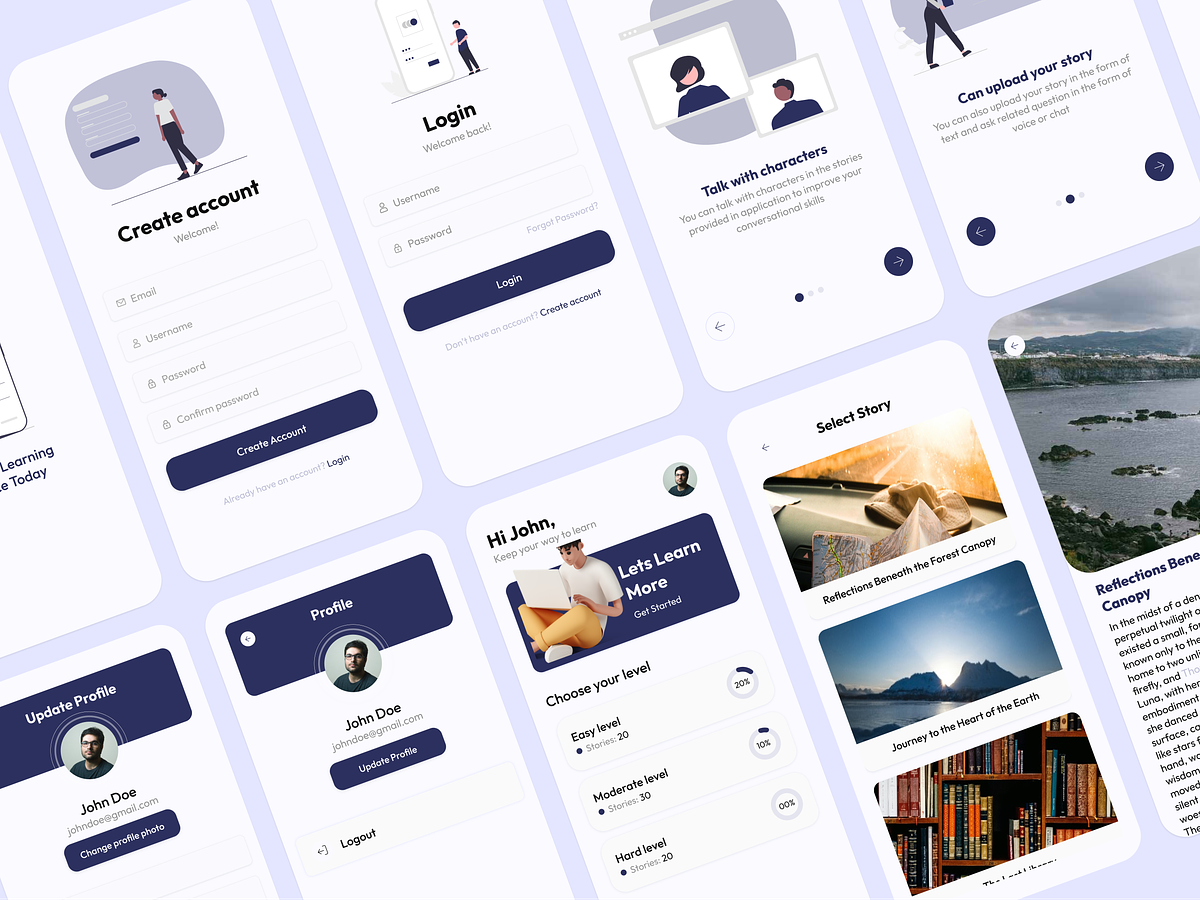 Learning
Today
Create account
Welcome!
Email
Username
Password
Confirm password
Create Account
Already have an account? Login
Login
Welcome back!
Username
Password
Forgot Password?
Login
Don't have an account? Create account
Talk with characters
You can talk with characters in the stories
provided in application to improve your
conversational skills
Can upload your story
You can also upload your story in the form of
text and ask related question in the form of
voice or chat
Update Profile
John Doe
johndoe@gmail.com
Change profile photo
Profile
John Doe
johndoe@gmail.com
Update Profile
Logout
Hi John,
Keep your way to learn
Lets Learn
More
Get Started
Choose your level
Easy level
Stories: 20
20%
Moderate level
Stories: 30
10%
Hard level
Stories: 20
00%
Select Story
Reflections Beneath the Forest Canopy
Journey to the Heart of the Earth
The Last Library
Reflections Bene
Canopy
In the midst of a den
perpetual twilight
existed a small, for
known only to the
home to two unli
firefly, and
Luna, with her
embodiment
she danced
surface, co
like stars f
hand, wo
wisdom
moved
silent
woes
The